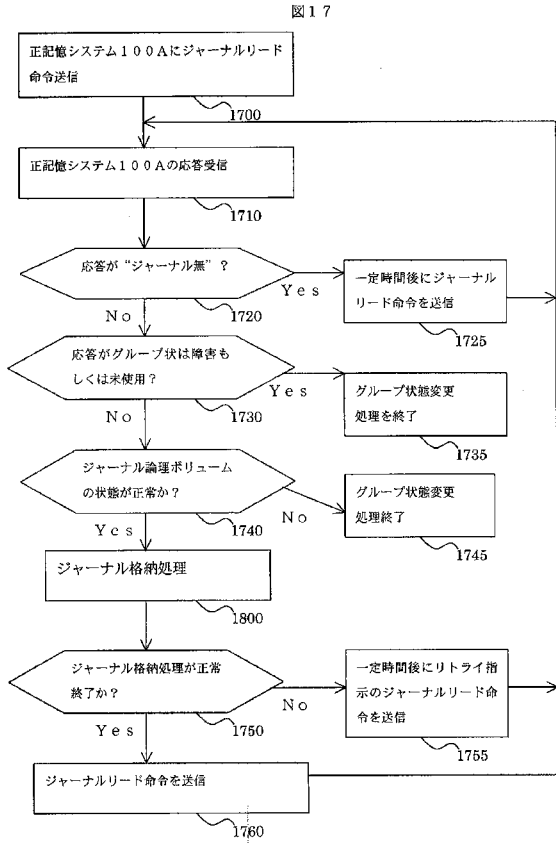 図１７
正記憶システム１００Ａにジャーナルリード
命令送信
1700
正記憶システム１００Ａの応答受信
1710
応答が“ジャーナル無”？
1720
Ｙｅｓ
一定時間後にジャーナル
リード命令を送信
1725
Ｎｏ
応答がグループ状は障害も
しくは未使用？
1730
Ｙｅｓ
グループ状態変更
処理を終了
1735
Ｎｏ
ジャーナル論理ボリューム
の状態が正常か？
1740
Ｎｏ
グループ状態変更
処理終了
1745
Ｙｅｓ
ジャーナル格納処理
1800
ジャーナル格納処理が正常
終了か？
1750
Ｎｏ
一定時間後にリトライ指
示のジャーナルリード命
令を送信
1755
Ｙｅｓ
ジャーナルリード命令を送信
1760